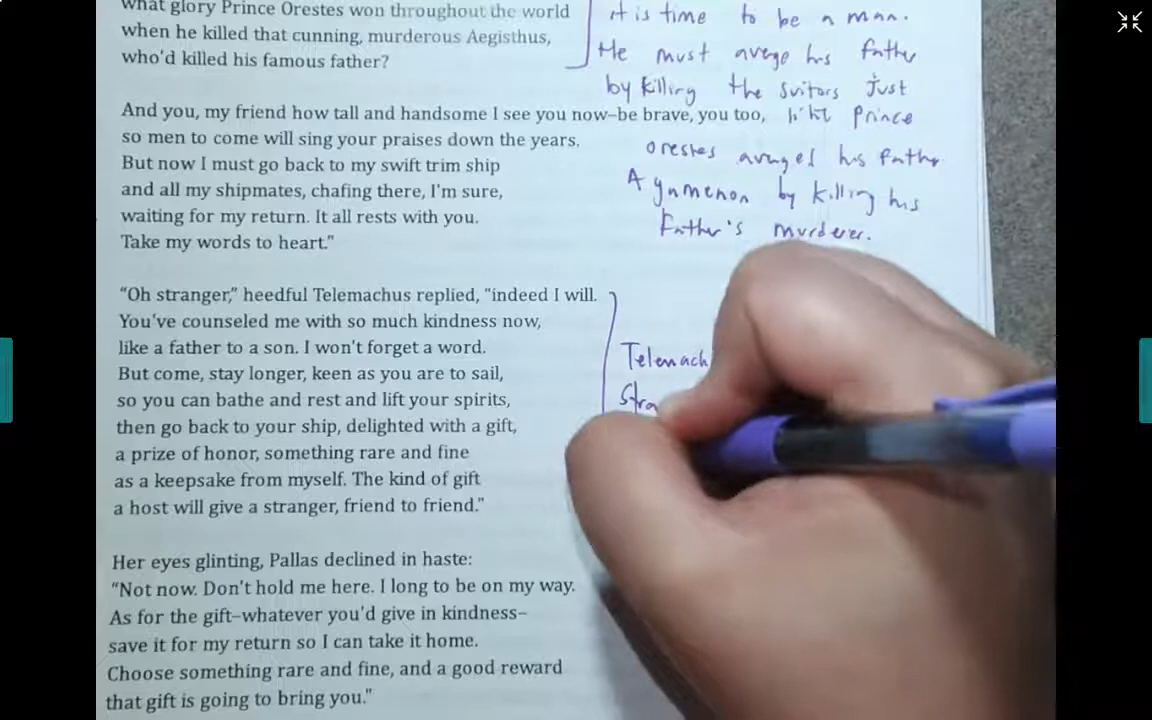 what glory Prince Orestes won throughout the world
when he killed that cunning, murderous Aegisthus,
who'd killed his famous father?
it is time to be a man.
He must avege his father
by killing the suitors just
like Prince
orestes avenged his father
Agnmenon by killing his
Father's murderer.
And you, my friend how tall and handsome I see you now–be brave, you too,
so men to come will sing your praises down the years.
But now I must go back to my swift trim ship
and all my shipmates, chafing there, I'm sure,
waiting for my return. It all rests with you.
Take my words to heart."
"Oh stranger," heedful Telemachus replied, "indeed I will.
You've counseled me with so much kindness now,
like a father to a son. I won't forget a word.
But come, stay longer, keen as you are to sail,
so you can bathe and rest and lift your spirits,
then go back to your ship, delighted with a gift,
a prize of honor, something rare and fine
as a keepsake from myself. The kind of gift
a host will give a stranger, friend to friend."
Telemach
Stra
Her eyes glinting, Pallas declined in haste:
"Not now. Don't hold me here. I long to be on my way.
As for the gift–whatever you'd give in kindness–
save it for my return so I can take it home.
Choose something rare and fine, and a good reward
that gift is going to bring you."